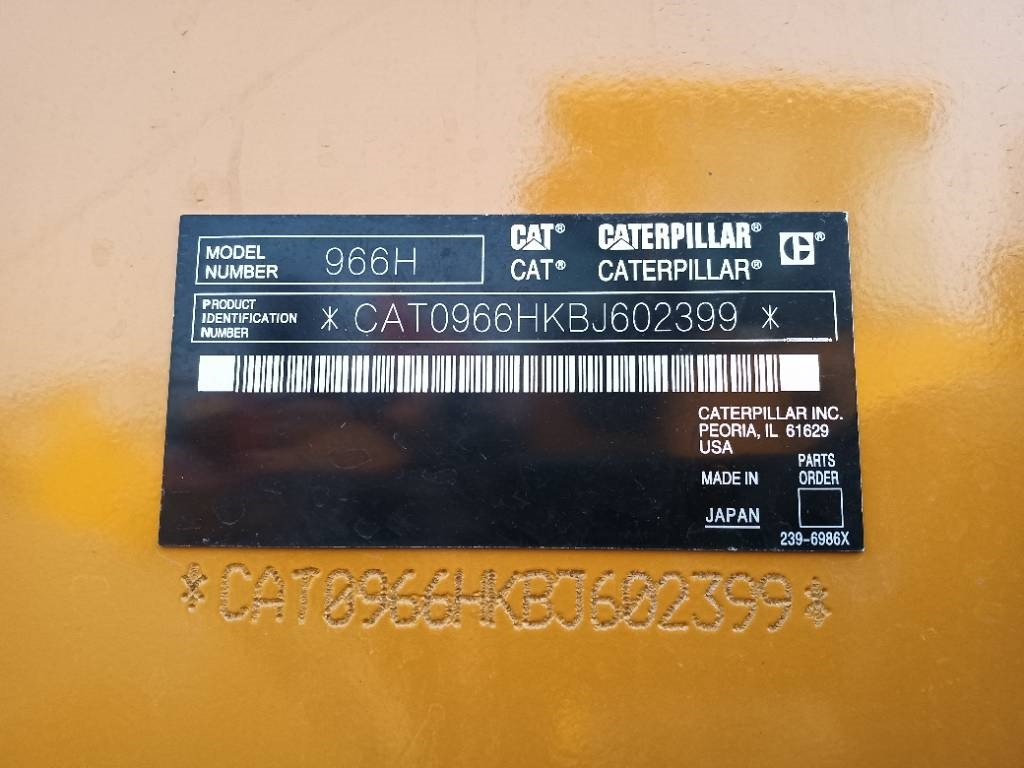 MODEL NUMBER 966H
CAT® CATERPILLAR® ®
CAT® CATERPILLAR®
PRODUCT IDENTIFICATION NUMBER *CAT0966HKBJ602399*
CATERPILLAR INC.
PEORIA, IL 61629
USA
MADE IN
JAPAN
PARTS
ORDER
239-6986X
*CAT0966HKBJ602399*